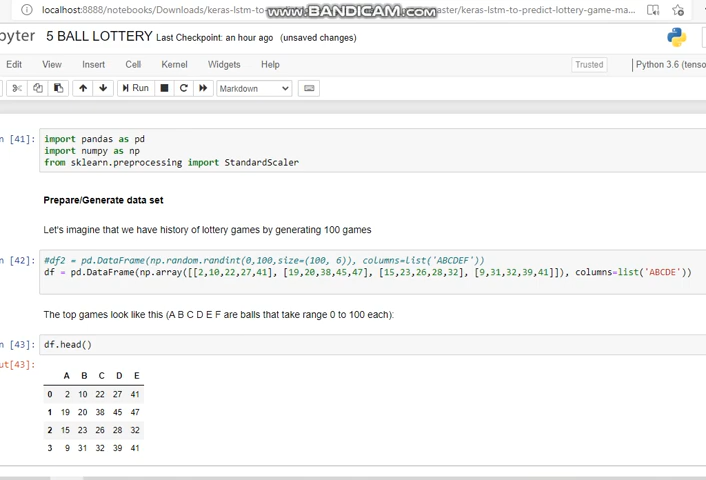 localhost:8888/notebooks/Downloads/keras-lstm-to- aster/keras-lstm-to-predict-lottery-game-ma...
www.BANDICAM.com
pyter 5 BALL LOTTERY Last Checkpoint: an hour ago (unsaved changes)
Edit View Insert Cell Kernel Widgets Help Trusted Python 3.6 (tenso
Run Markdown
n [41]: import pandas as pd
import numpy as np
from sklearn.preprocessing import StandardScaler
Prepare/Generate data set
Let's imagine that we have history of lottery games by generating 100 games
n [42]: #df2 = pd.DataFrame(np.random.randint(0,100,size=(100, 6)), columns=list('ABCDEF'))
df = pd.DataFrame(np.array([[2,10,22,27,41], [19,20,38,45,47], [15,23,26,28,32], [9,31,32,39,41]]), columns=list('ABCDE'))
The top games look like this (A B C D E F are balls that take range 0 to 100 each):
n [43]: df.head()
ut[43]:
A B C D E
0 2 10 22 27 41
1 19 20 38 45 47
2 15 23 26 28 32
3 9 31 32 39 41